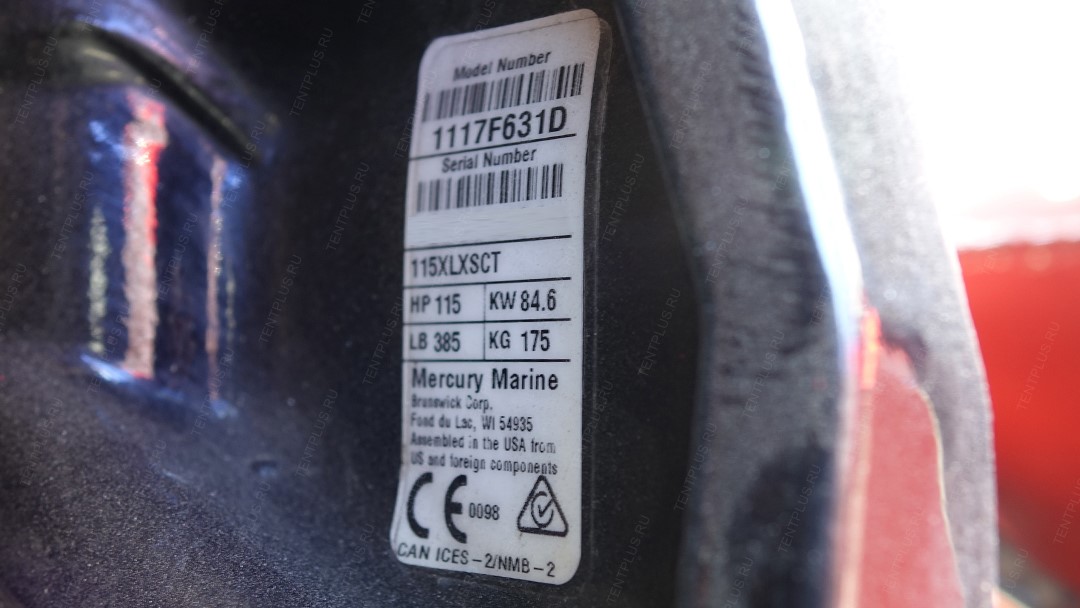 Model Number
1117F631D
Serial Number
115XLXSCT
HP 115 KW 84.6
LB 385 KG 175
Mercury Marine
Brunswick Corp.
Fond du Lac, WI 54935
Assembled in the USA from
US and foreign components
CE 0098
CAN ICES-2/NMB-2
TENTPLUS.RU